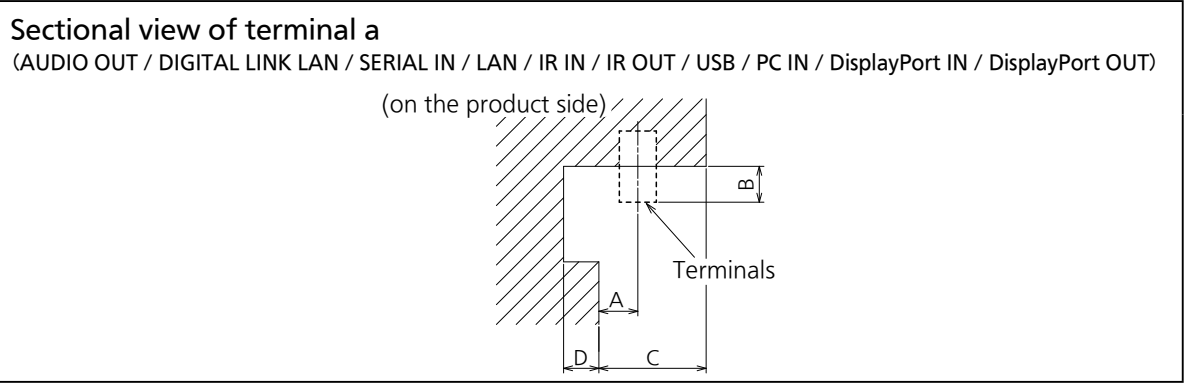 Sectional view of terminal a
(AUDIO OUT / DIGITAL LINK LAN / SERIAL IN / LAN / IR IN / IR OUT / USB / PC IN / DisplayPort IN / DisplayPort OUT)
(on the product side)
B
Terminals
A
D
C